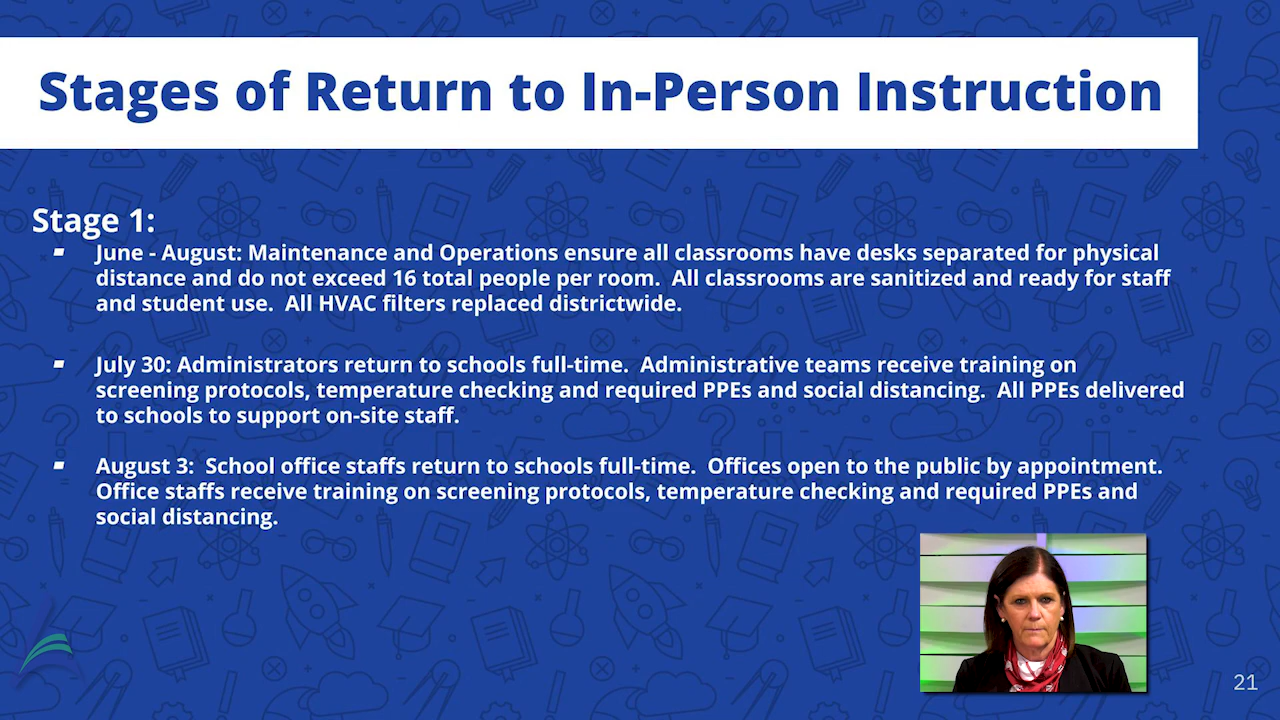 Stages of Return to In-Person Instruction
Stage 1:
June - August: Maintenance and Operations ensure all classrooms have desks separated for physical
distance and do not exceed 16 total people per room.  All classrooms are sanitized and ready for staff
and student use.  All HVAC filters replaced districtwide.
July 30: Administrators return to schools full-time.  Administrative teams receive training on
screening protocols, temperature checking and required PPEs and social distancing.  All PPEs delivered
to schools to support on-site staff.
August 3:  School office staffs return to schools full-time.  Offices open to the public by appointment.
Office staffs receive training on screening protocols, temperature checking and required PPEs and
social distancing.
21